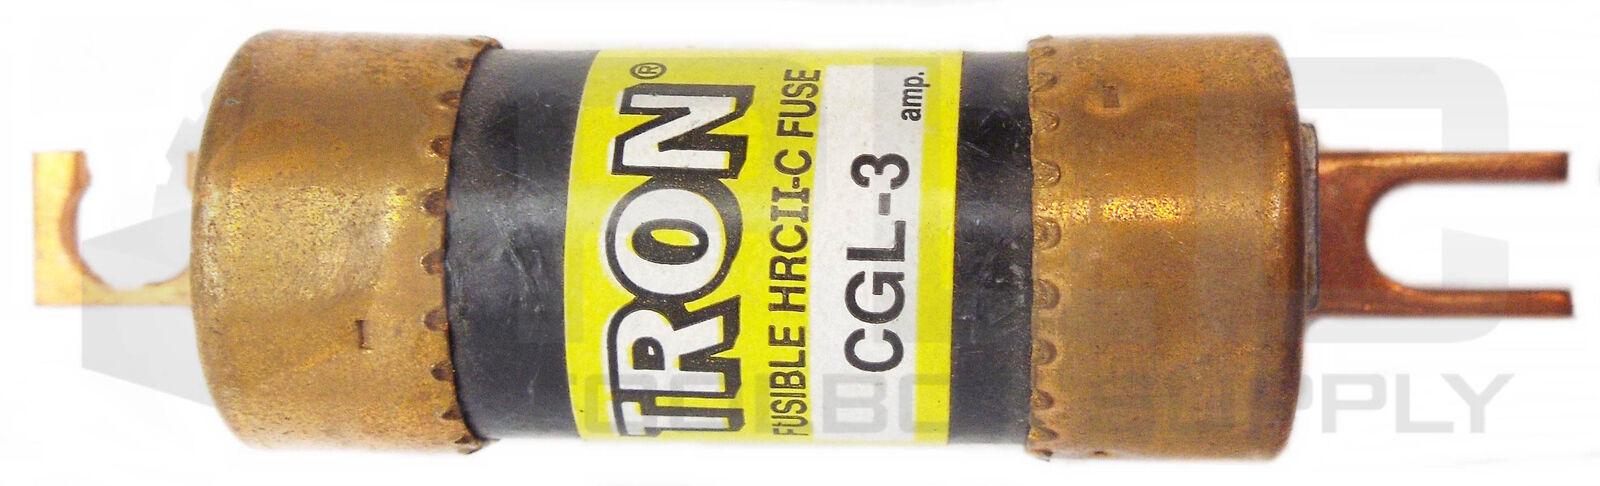 TRON®
FUSIBLE HRCII-C FUSE
CGL-3 amp.
SUPPLY